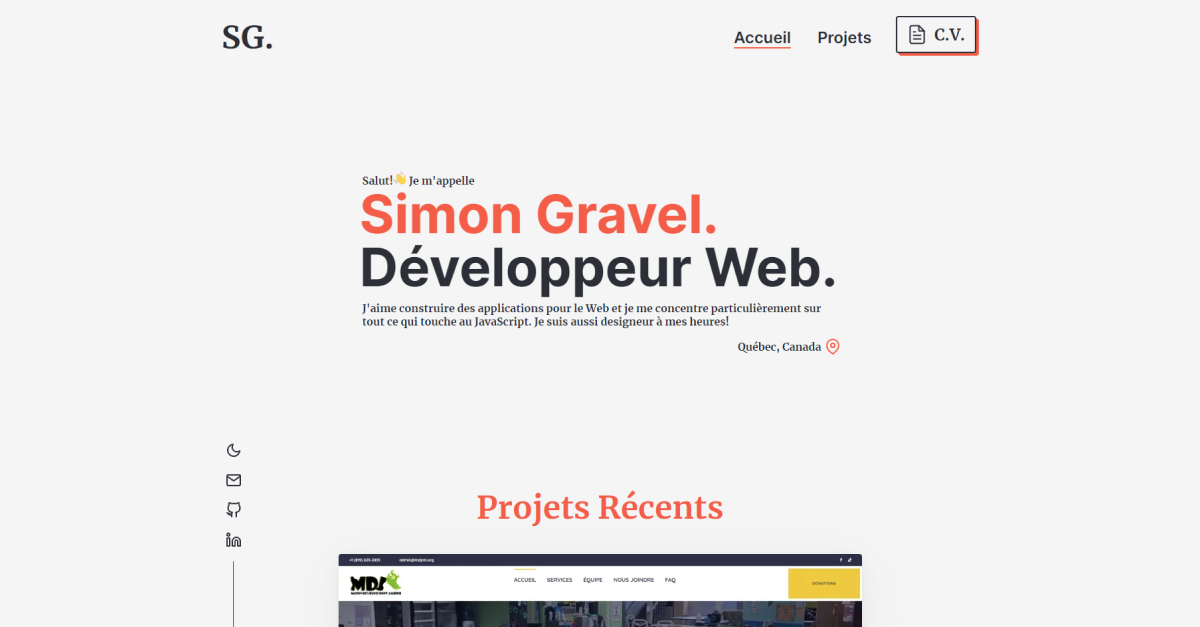 SG.
Accueil Projets C.V.
Salut!👋 Je m'appelle
Simon Gravel.
Développeur Web.
J'aime construire des applications pour le Web et je me concentre particulièrement sur
tout ce qui touche au JavaScript. Je suis aussi designeur à mes heures!
Québec, Canada
Projets Récents
MDJ
ACCUEIL SERVICES ÉQUIPE NOUS JOINDRE FAQ
DONATIONS